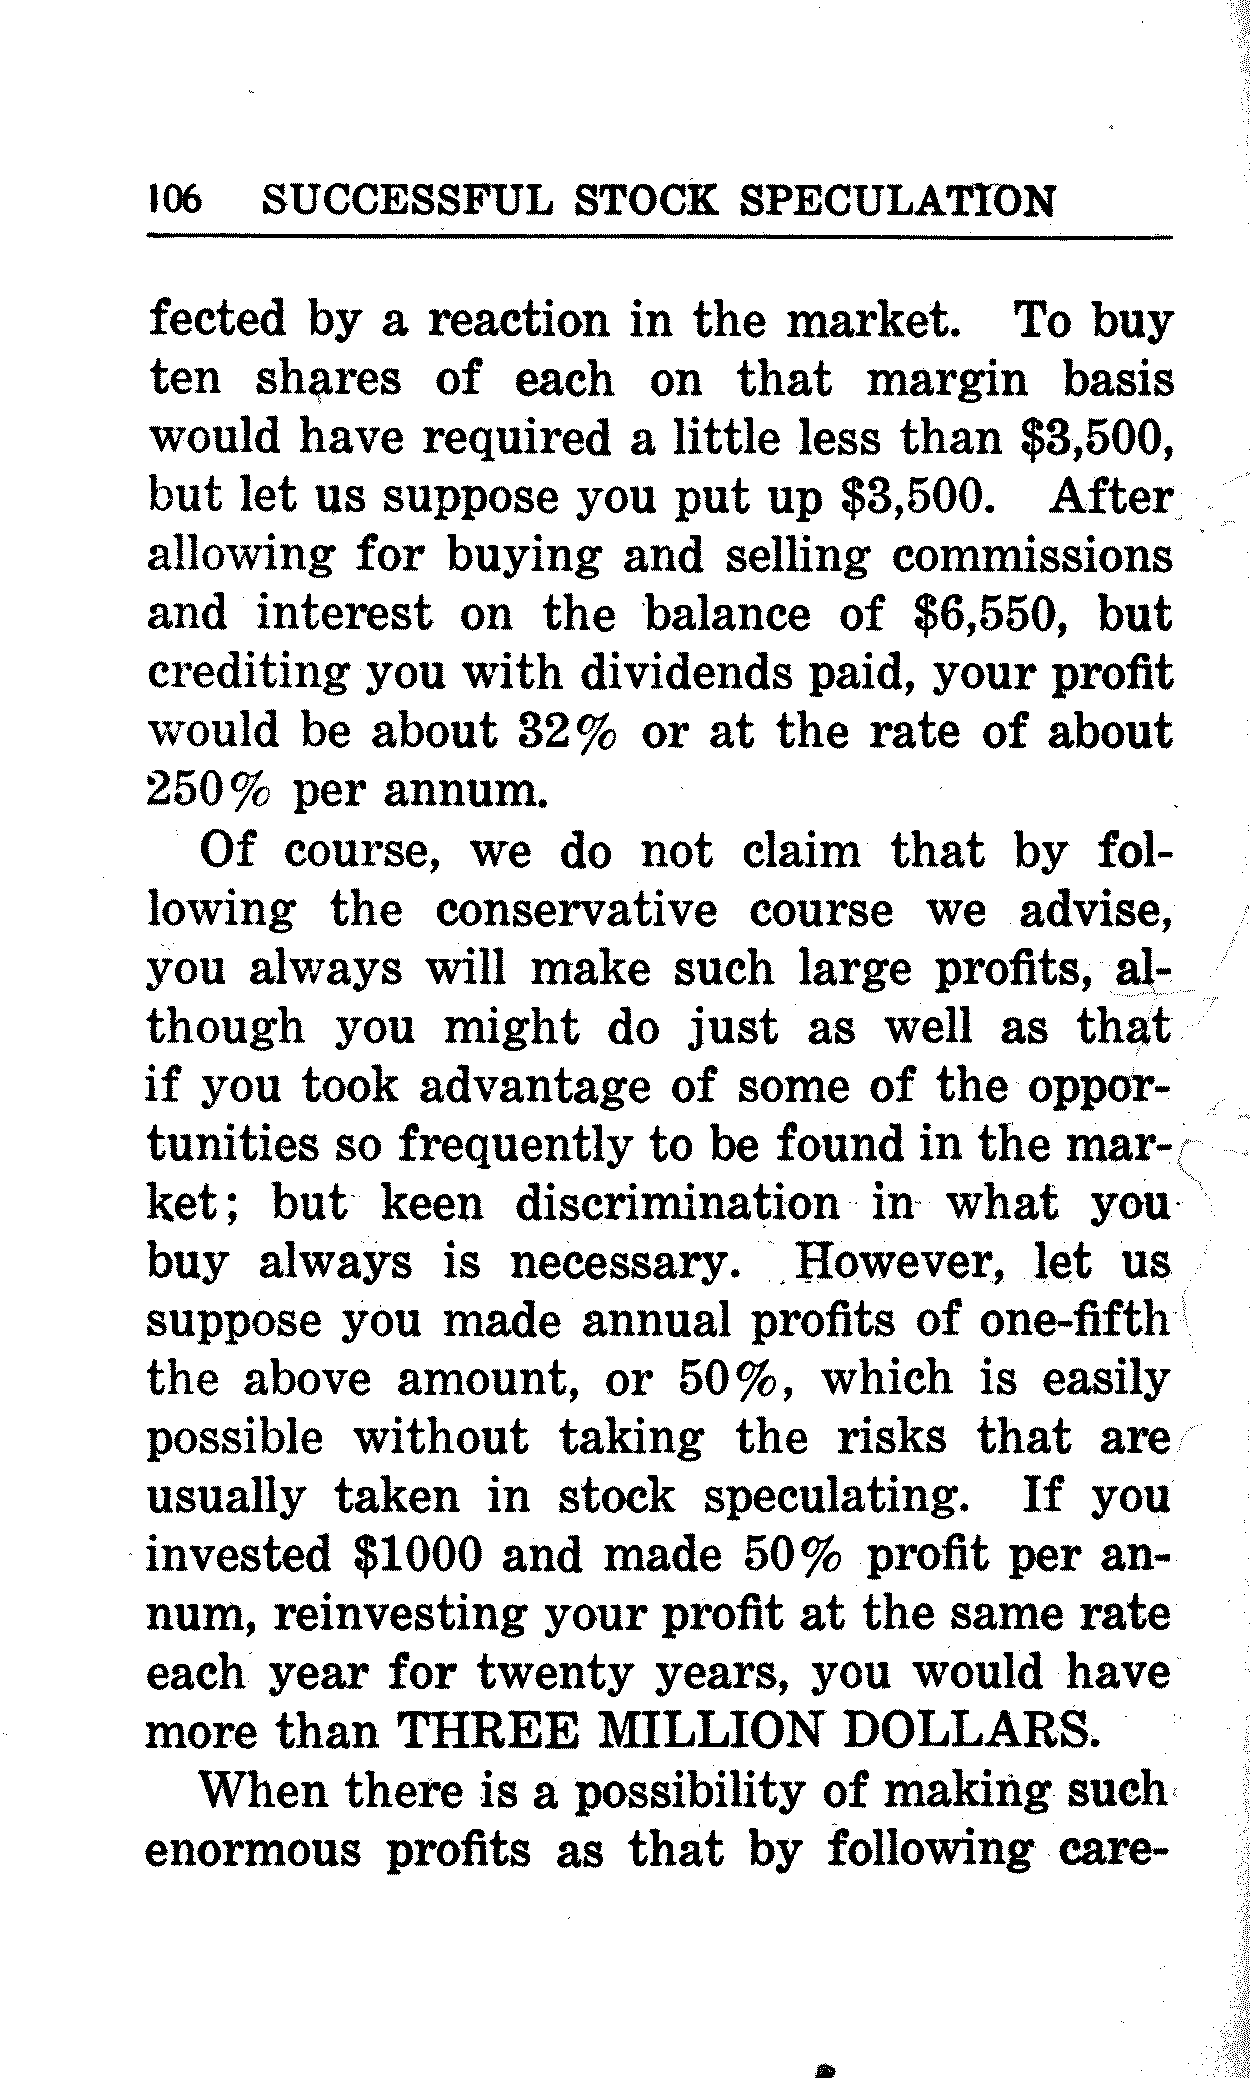 106 SUCCESSFUL STOCK SPECULATION
fected by a reaction in the market. To buy
ten shares of each on that margin basis
would have required a little less than $3,500,
but let us suppose you put up $3,500. After
allowing for buying and selling commissions
and interest on the balance of $6,550, but
crediting you with dividends paid, your profit
would be about 32% or at the rate of about
250% per annum.
Of course, we do not claim that by fol-
lowing the conservative course we advise,
you always will make such large profits, al-
though you might do just as well as that
if you took advantage of some of the oppor-
tunities so frequently to be found in the mar-
ket; but keen discrimination in what you
buy always is necessary. However, let us
suppose you made annual profits of one-fifth
the above amount, or 50%, which is easily
possible without taking the risks that are
usually taken in stock speculating. If you
invested $1000 and made 50% profit per an-
num, reinvesting your profit at the same rate
each year for twenty years, you would have
more than THREE MILLION DOLLARS.
When there is a possibility of making such
enormous profits as that by following care-